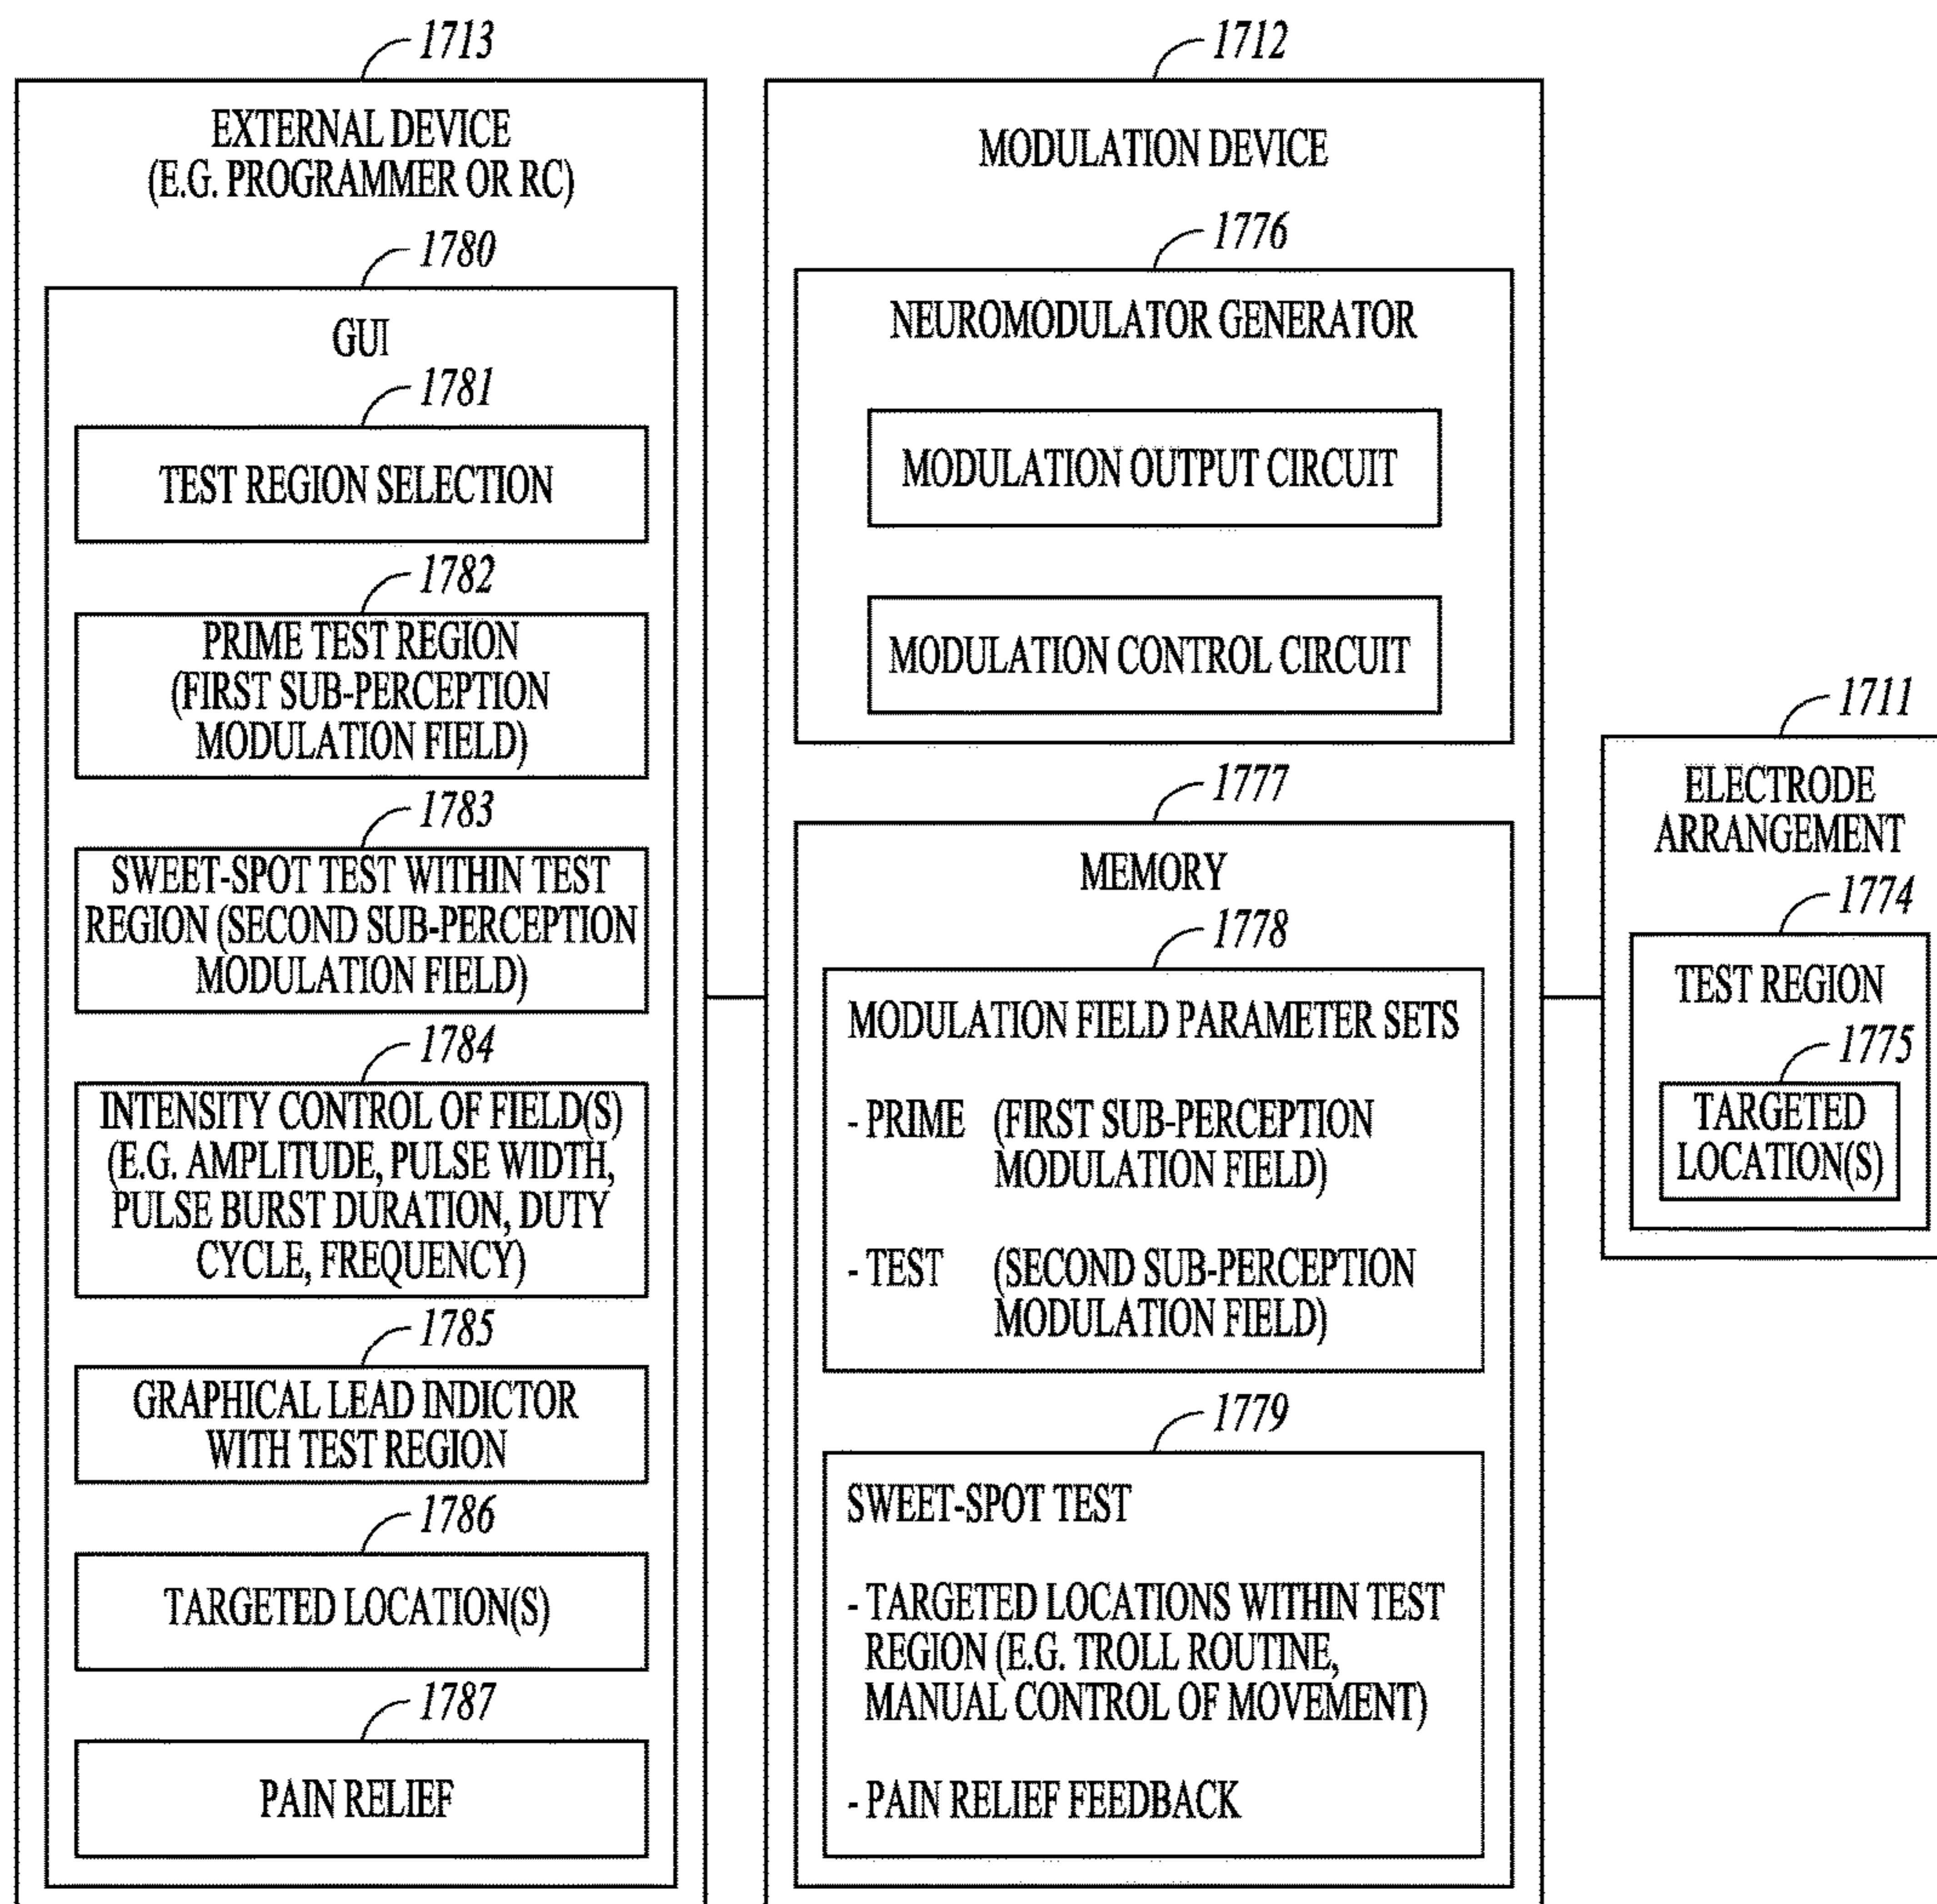 1713
EXTERNAL DEVICE
(E.G. PROGRAMMER OR RC)
1780
GUI
1781
TEST REGION SELECTION
1782
PRIME TEST REGION
(FIRST SUB-PERCEPTION
MODULATION FIELD)
1783
SWEET-SPOT TEST WITHIN TEST
REGION (SECOND SUB-PERCEPTION
MODULATION FIELD)
1784
INTENSITY CONTROL OF FIELD(S)
(E.G. AMPLITUDE, PULSE WIDTH,
PULSE BURST DURATION, DUTY
CYCLE, FREQUENCY)
1785
GRAPHICAL LEAD INDICTOR
WITH TEST REGION
1786
TARGETED LOCATION(S)
1787
PAIN RELIEF
1712
MODULATION DEVICE
1776
NEUROMODULATOR GENERATOR
MODULATION OUTPUT CIRCUIT
MODULATION CONTROL CIRCUIT
1777
MEMORY
1778
MODULATION FIELD PARAMETER SETS
- PRIME (FIRST SUB-PERCEPTION
MODULATION FIELD)
- TEST (SECOND SUB-PERCEPTION
MODULATION FIELD)
1779
SWEET-SPOT TEST
- TARGETED LOCATIONS WITHIN TEST
REGION (E.G. TROLL ROUTINE,
MANUAL CONTROL OF MOVEMENT)
- PAIN RELIEF FEEDBACK
1711
ELECTRODE
ARRANGEMENT
1774
TEST REGION
1775
TARGETED
LOCATION(S)